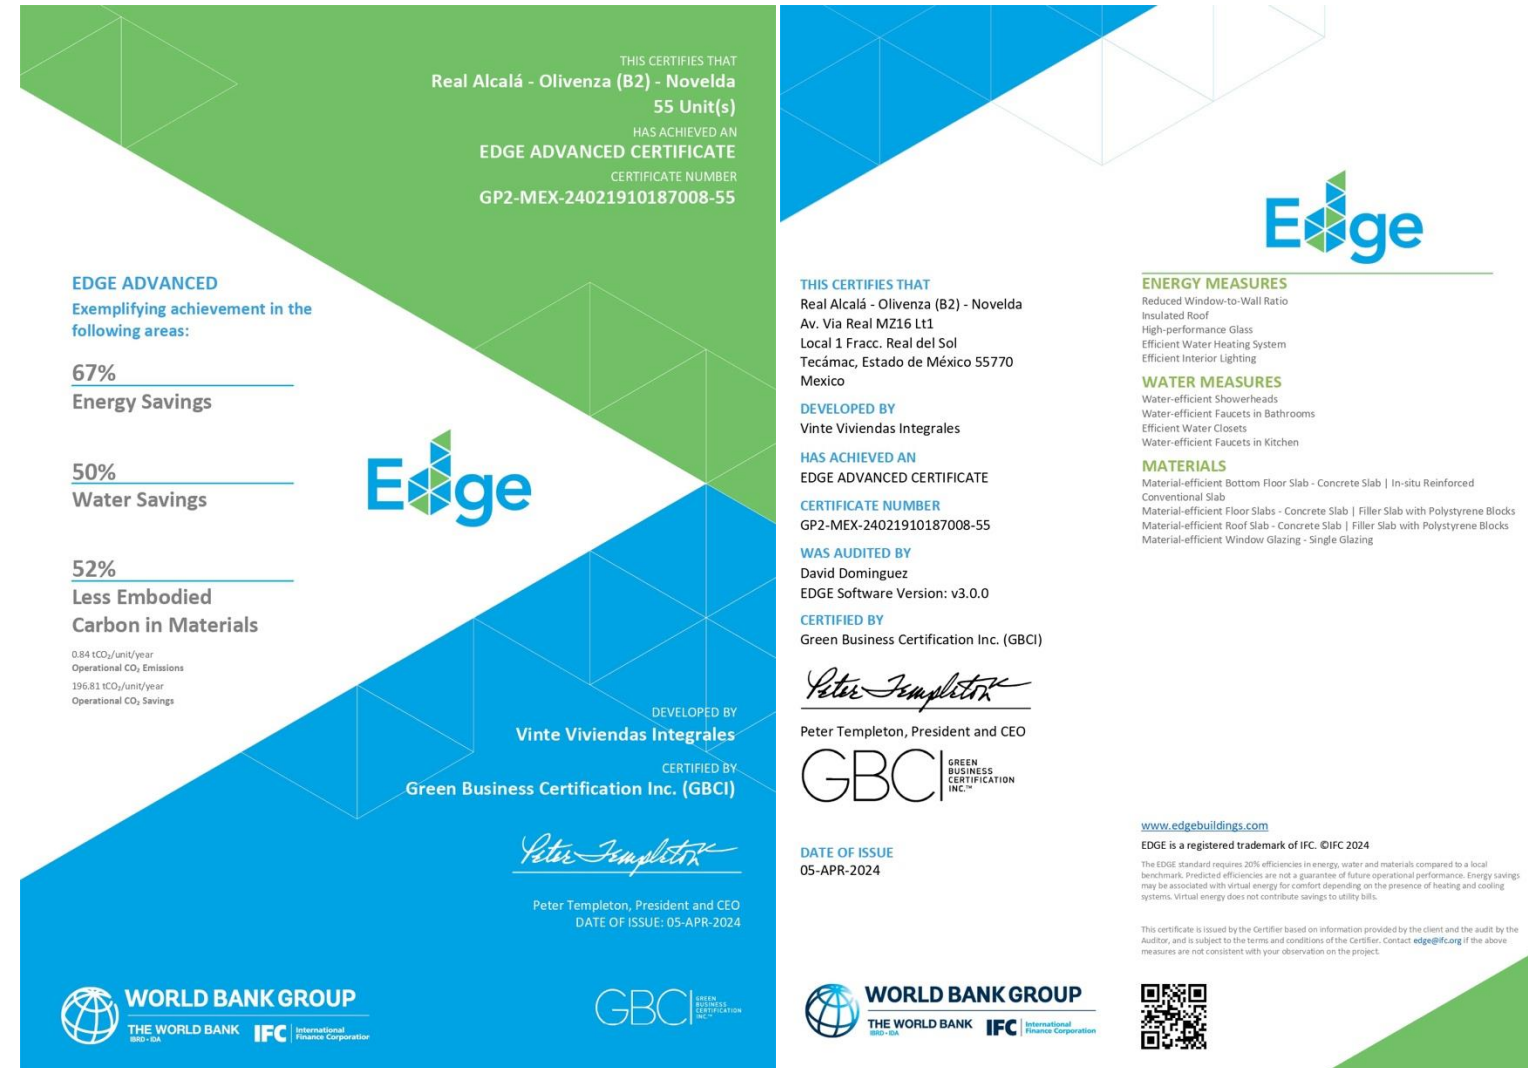 THIS CERTIFIES THAT
Real Alcalá - Olivenza (B2) - Novelda
55 Unit(s)
HAS ACHIEVED AN
EDGE ADVANCED CERTIFICATE
CERTIFICATE NUMBER
GP2-MEX-24021910187008-55
EDGE ADVANCED
Exemplifying achievement in the
following areas:
67%
Energy Savings
50%
Water Savings
52%
Less Embodied
Carbon in Materials
0.84 tCO₂/unit/year
Operational CO₂ Emissions
196.81 tCO₂/unit/year
Operational CO₂ Savings
Edge
DEVELOPED BY
Vinte Viviendas Integrales
CERTIFIED BY
Green Business Certification Inc. (GBCI)
Peter Templeton
Peter Templeton, President and CEO
DATE OF ISSUE: 05-APR-2024
WORLD BANK GROUP
THE WORLD BANK
IBRD • IDA
IFC
International
Finance Corporation
GBCI
GREEN
BUSINESS
CERTIFICATION
INC.™
THIS CERTIFIES THAT
Real Alcalá - Olivenza (B2) - Novelda
Av. Via Real MZ16 Lt1
Local 1 Fracc. Real del Sol
Tecámac, Estado de México 55770
Mexico
DEVELOPED BY
Vinte Viviendas Integrales
HAS ACHIEVED AN
EDGE ADVANCED CERTIFICATE
CERTIFICATE NUMBER
GP2-MEX-24021910187008-55
WAS AUDITED BY
David Dominguez
EDGE Software Version: v3.0.0
CERTIFIED BY
Green Business Certification Inc. (GBCI)
Peter Templeton
Peter Templeton, President and CEO
GBCI
GREEN
BUSINESS
CERTIFICATION
INC.™
DATE OF ISSUE
05-APR-2024
WORLD BANK GROUP
THE WORLD BANK
IBRD • IDA
IFC
International
Finance Corporation
Edge
ENERGY MEASURES
Reduced Window-to-Wall Ratio
Insulated Roof
High-performance Glass
Efficient Water Heating System
Efficient Interior Lighting
WATER MEASURES
Water-efficient Showerheads
Water-efficient Faucets in Bathrooms
Efficient Water Closets
Water-efficient Faucets in Kitchen
MATERIALS
Material-efficient Bottom Floor Slab - Concrete Slab | In-situ Reinforced
Conventional Slab
Material-efficient Floor Slabs - Concrete Slab | Filler Slab with Polystyrene Blocks
Material-efficient Roof Slab - Concrete Slab | Filler Slab with Polystyrene Blocks
Material-efficient Window Glazing - Single Glazing
www.edgebuildings.com
EDGE is a registered trademark of IFC. ©IFC 2024
The EDGE standard requires 20% efficiencies in energy, water and materials compared to a local
benchmark. Predicted efficiencies are not a guarantee of future operational performance. Energy savings
may be associated with virtual energy for comfort depending on the presence of heating and cooling
systems. Virtual energy does not contribute savings to utility bills.
This certificate is issued by the Certifier based on information provided by the client and the audit by the
Auditor, and is subject to the terms and conditions of the Certifier. Contact edge@ifc.org if the above
measures are not consistent with your observation on the project.